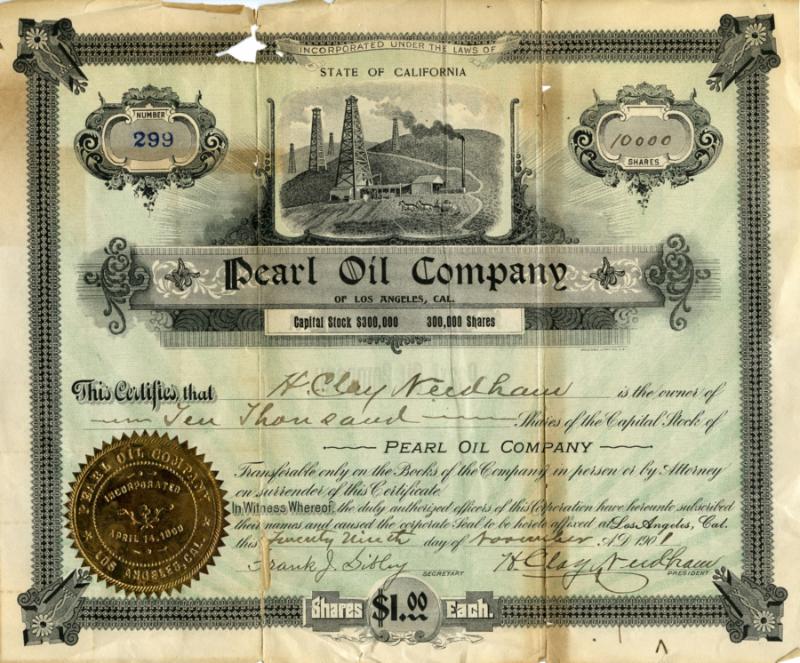 INCORPORATED UNDER THE LAWS OF
STATE OF CALIFORNIA
NUMBER
299
10000
SHARES
Pearl Oil Company
OF LOS ANGELES, CAL.
Capital Stock $300,000 300,000 Shares
This Certifies, that H. Clay Needham is the owner of
Ten Thousand Shares of the Capital Stock of
PEARL OIL COMPANY
Transferable only on the Books of the Company in person or by Attorney
on surrender of this Certificate.
In Witness Whereof, the duly authorized officers of this Corporation have hereunto subscribed
their names and caused the corporate Seal to be hereto affixed at Los Angeles, Cal.
this Twenty Ninth day of November A.D. 1901
Frank J. Sibley SECRETARY H. Clay Needham PRESIDENT
PEARL OIL COMPANY
INCORPORATED
APRIL 14, 1900
LOS ANGELES, CAL.
Shares $1.00 Each.